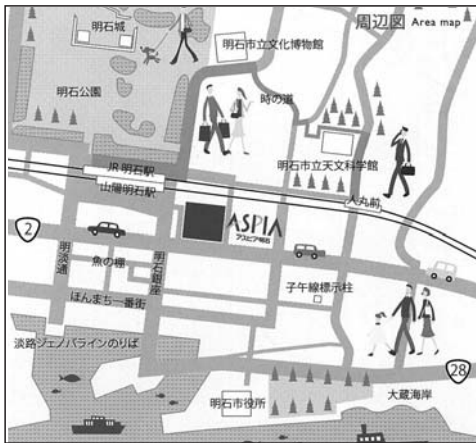 周辺図 Area map
明石城
明石市立文化博物館
明石公園
時の道
明石市立天文科学館
JR明石駅
山陽明石駅
人丸前
ASPIA
アスピア明石
2
明淡通
魚の棚
明石銀座
子午線標示柱
ほんまち一番街
淡路ジェノバラインのりば
28
明石市役所
大蔵海岸